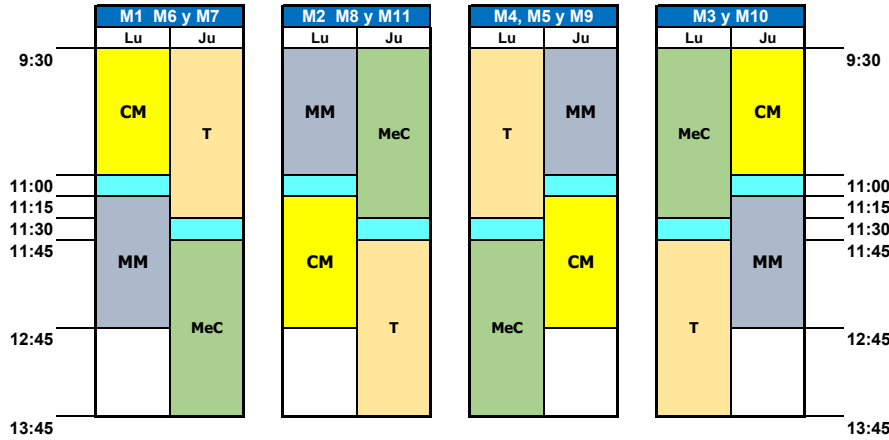 M1 M6 y M7
M2 M8 y M11
M4, M5 y M9
M3 y M10
Lu Ju
Lu Ju
Lu Ju
Lu Ju
9:30
9:30
CM
T
MM
MeC
T
MM
MeC
CM
11:00
11:00
11:15
11:15
11:30
11:30
11:45
11:45
MM
MeC
CM
T
MeC
CM
T
MM
12:45
12:45
13:45
13:45